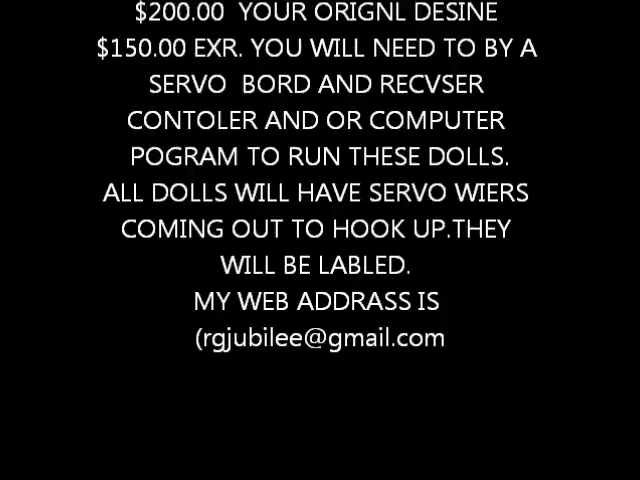 $200.00  YOUR ORIGNL DESINE
$150.00 EXR. YOU WILL NEED TO BY A
SERVO  BORD AND RECVSER
CONTOLER AND OR COMPUTER
POGRAM TO RUN THESE DOLLS.
ALL DOLLS WILL HAVE SERVO WIERS
COMING OUT TO HOOK UP.THEY
WILL BE LABLED.
MY WEB ADDRASS IS
(rgjubilee@gmail.com